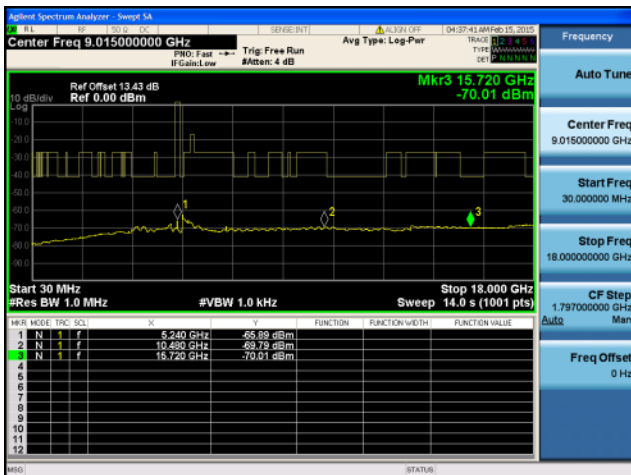 Agilent Spectrum Analyzer - Swept SA
RL RF 50 Ω DC SENSE:INT ALIGN OFF 04:37:41 AM Feb 15, 2015
Center Freq 9.015000000 GHz
PNO: Fast
IFGain:Low
Trig: Free Run
#Atten: 4 dB
Avg Type: Log-Pwr
TRACE 1 2 3 4 5 6
TYPE
DET P N N N N N
Ref Offset 13.43 dB
10 dB/div Ref 0.00 dBm
Log
Mkr3 15.720 GHz
-70.01 dBm
-10.0
-20.0
-30.0
-40.0
-50.0
-60.0
-70.0
-80.0
-90.0
1
2
3
Start 30 MHz Stop 18.000 GHz
#Res BW 1.0 MHz #VBW 1.0 kHz Sweep 14.0 s (1001 pts)
MKR MODE TRC SCL X Y FUNCTION FUNCTION WIDTH FUNCTION VALUE
1 N 1 f 5.240 GHz -65.89 dBm
2 N 1 f 10.480 GHz -69.79 dBm
3 N 1 f 15.720 GHz -70.01 dBm
4
5
6
7
8
9
10
11
12
MSG STATUS
Frequency
Auto Tune
Center Freq
9.015000000 GHz
Start Freq
30.000000 MHz
Stop Freq
18.000000000 GHz
CF Step
1.797000000 GHz
Auto Man
Freq Offset
0 Hz